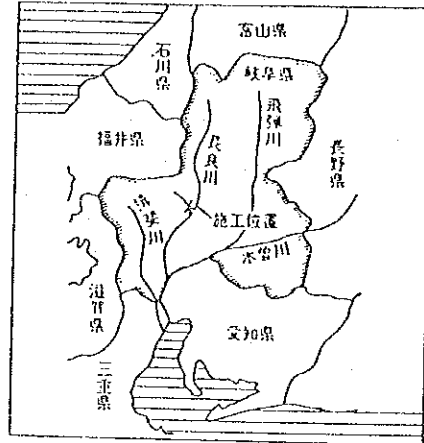 富山県
石川県
岐阜県
飛騨川
福井県
長良川
長野県
揖斐川
施工位置
木曽川
滋賀県
愛知県
三重県